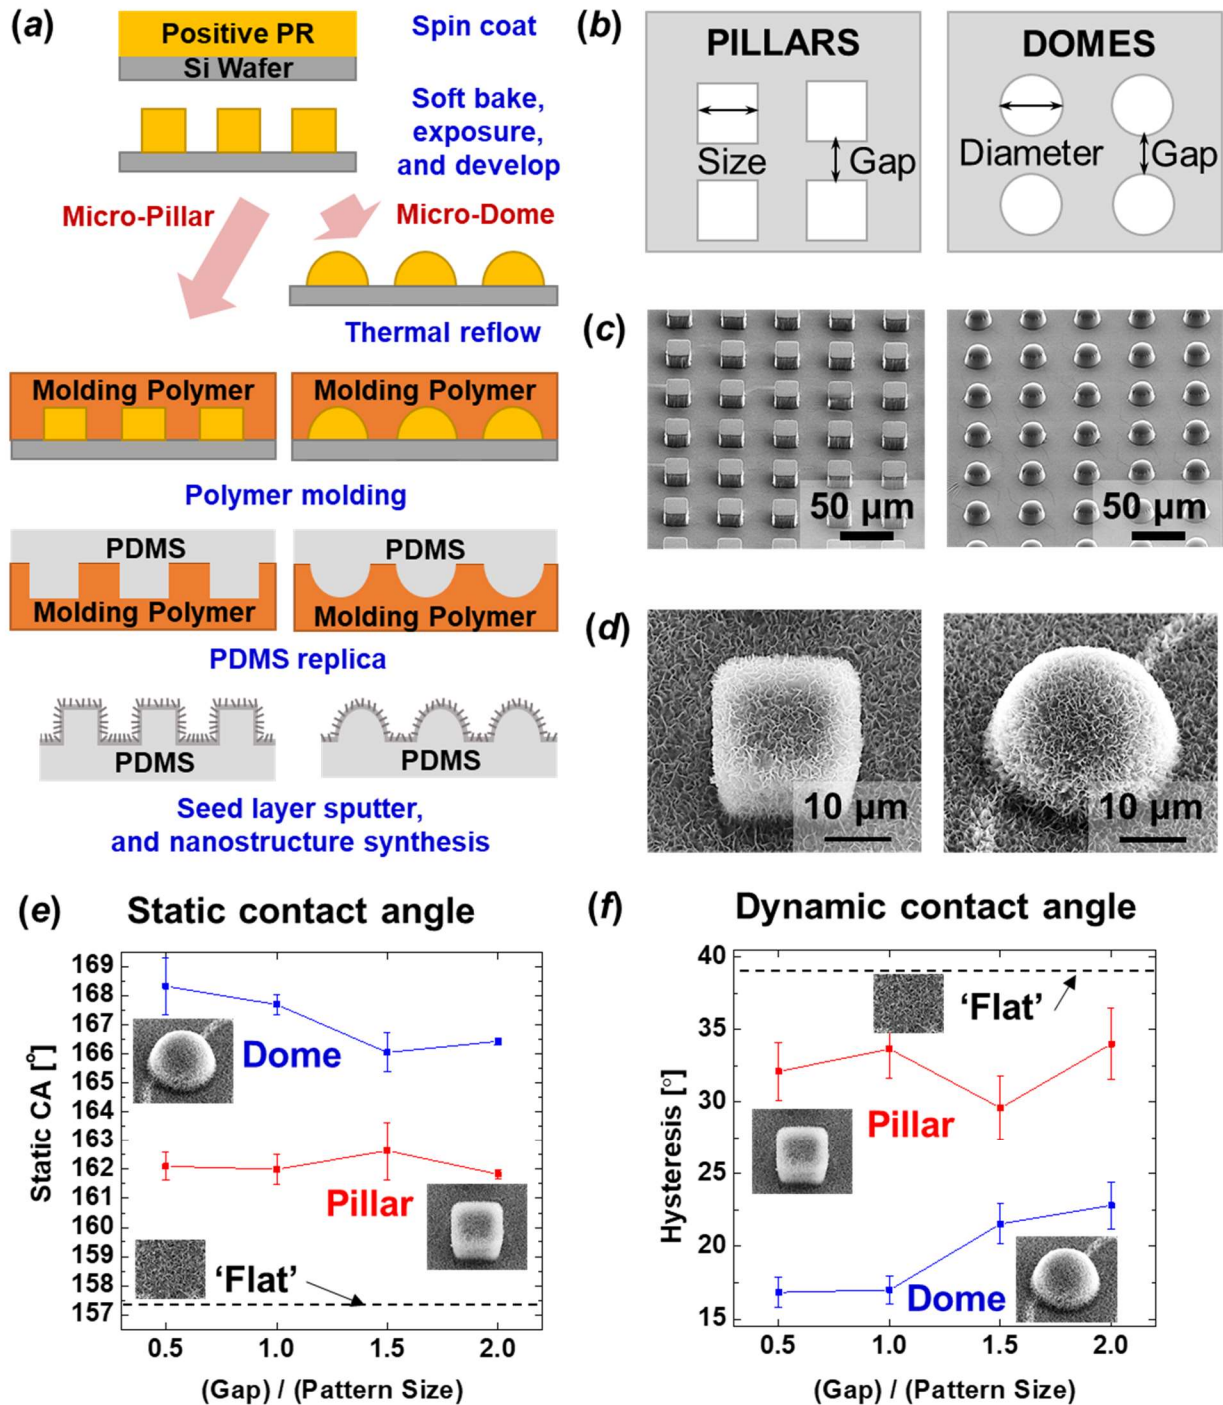 (a)
Positive PR
Si Wafer
Spin coat
Soft bake,
exposure,
and develop
Micro-Pillar
Micro-Dome
Thermal reflow
Molding Polymer
Molding Polymer
Polymer molding
PDMS
PDMS
Molding Polymer
Molding Polymer
PDMS replica
PDMS
PDMS
Seed layer sputter,
and nanostructure synthesis
(b)
PILLARS
Size
Gap
DOMES
Diameter
Gap
(c)
50 µm
50 µm
(d)
10 µm
10 µm
(e) Static contact angle
Static CA [°]
169
168
167
166
165
164
163
162
161
160
159
158
157
Dome
Pillar
‘Flat’
0.5 1.0 1.5 2.0
(Gap) / (Pattern Size)
(f) Dynamic contact angle
Hysteresis [°]
40
35
30
25
20
15
‘Flat’
Pillar
Dome
0.5 1.0 1.5 2.0
(Gap) / (Pattern Size)